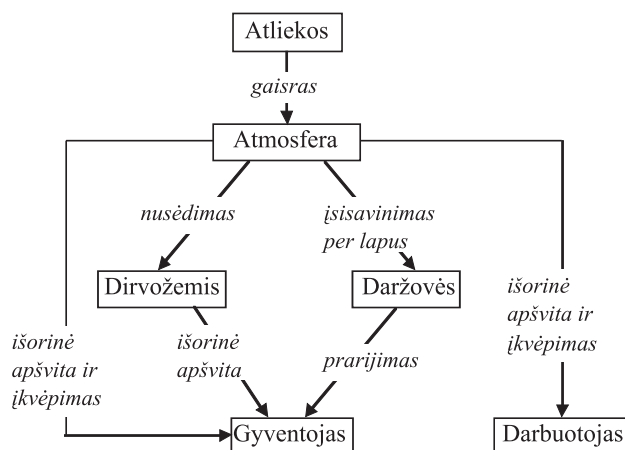 Atliekos
gaisras
Atmosfera
nusėdimas
įsisavinimas
per lapus
Dirvožemis
Daržovės
išorinė
apšvita ir
įkvėpimas
išorinė
apšvita
prarijimas
išorinė
apšvita ir
įkvėpimas
Gyventojas
Darbuotojas